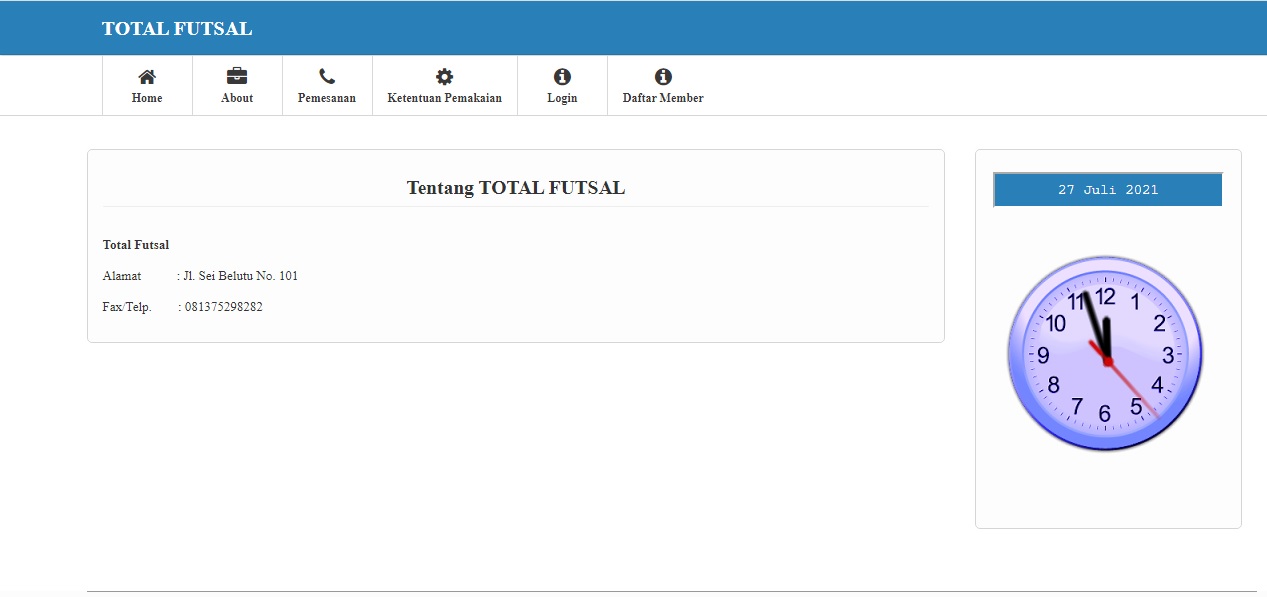 TOTAL FUTSAL
Home About Pemesanan Ketentuan Pemakaian Login Daftar Member
Tentang TOTAL FUTSAL
Total Futsal
Alamat : Jl. Sei Belutu No. 101
Fax/Telp. : 081375298282
27 Juli 2021
12
11 1
10 2
9 3
8 4
7 5
6